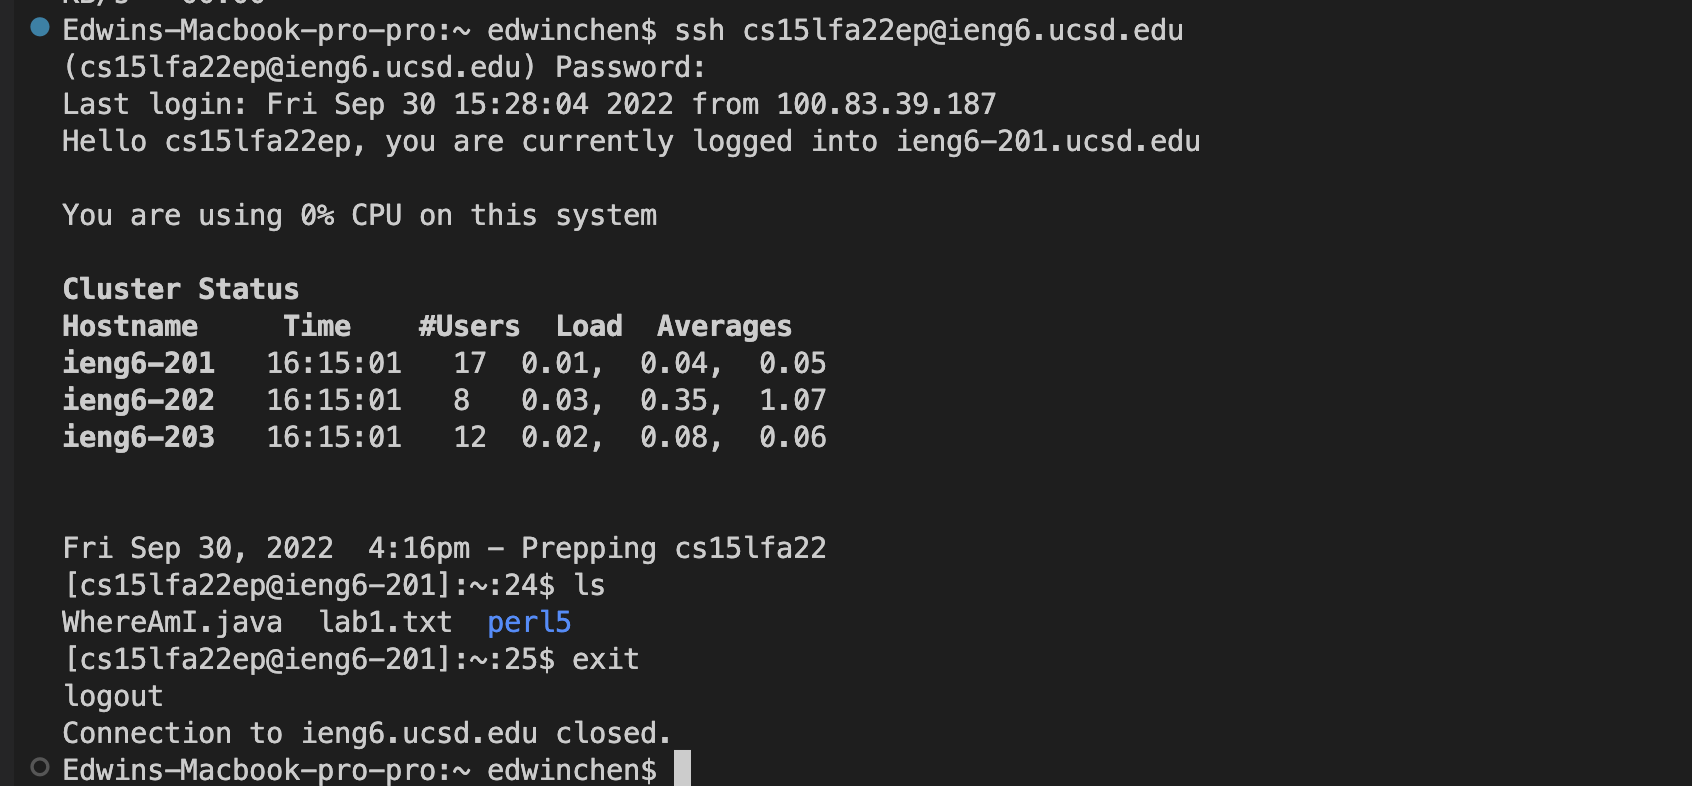 Edwins-Macbook-pro-pro:~ edwinchen$ ssh cs15lfa22ep@ieng6.ucsd.edu
(cs15lfa22ep@ieng6.ucsd.edu) Password:
Last login: Fri Sep 30 15:28:04 2022 from 100.83.39.187
Hello cs15lfa22ep, you are currently logged into ieng6-201.ucsd.edu
You are using 0% CPU on this system
Cluster Status
Hostname     Time    #Users  Load  Averages
ieng6-201   16:15:01   17  0.01,  0.04,  0.05
ieng6-202   16:15:01   8   0.03,  0.35,  1.07
ieng6-203   16:15:01   12  0.02,  0.08,  0.06
Fri Sep 30, 2022  4:16pm - Prepping cs15lfa22
[cs15lfa22ep@ieng6-201]:~:24$ ls
WhereAmI.java  lab1.txt  perl5
[cs15lfa22ep@ieng6-201]:~:25$ exit
logout
Connection to ieng6.ucsd.edu closed.
Edwins-Macbook-pro-pro:~ edwinchen$